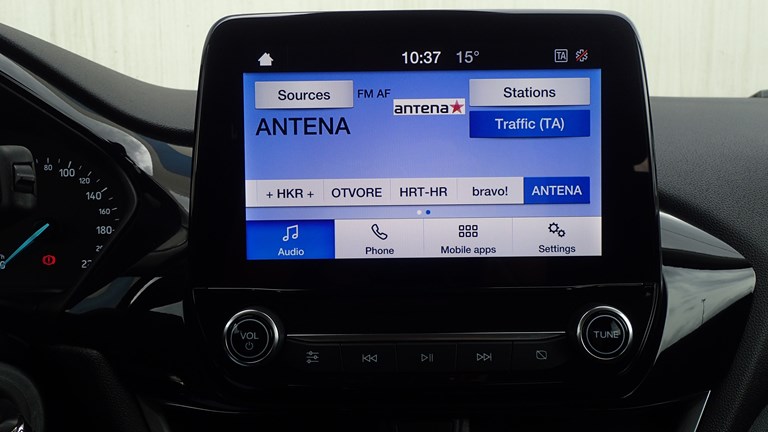 10:37 15° TA
Sources FM AF antena Stations
ANTENA Traffic (TA)
+ HKR + OTVORE HRT-HR bravo! ANTENA
Audio Phone Mobile apps Settings
80 100 120 140 160 180
VOL TUNE